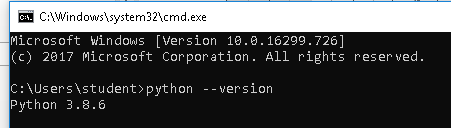 C:\Windows\system32\cmd.exe
Microsoft Windows [Version 10.0.16299.726]
(c) 2017 Microsoft Corporation. All rights reserved.
C:\Users\student>python --version
Python 3.8.6